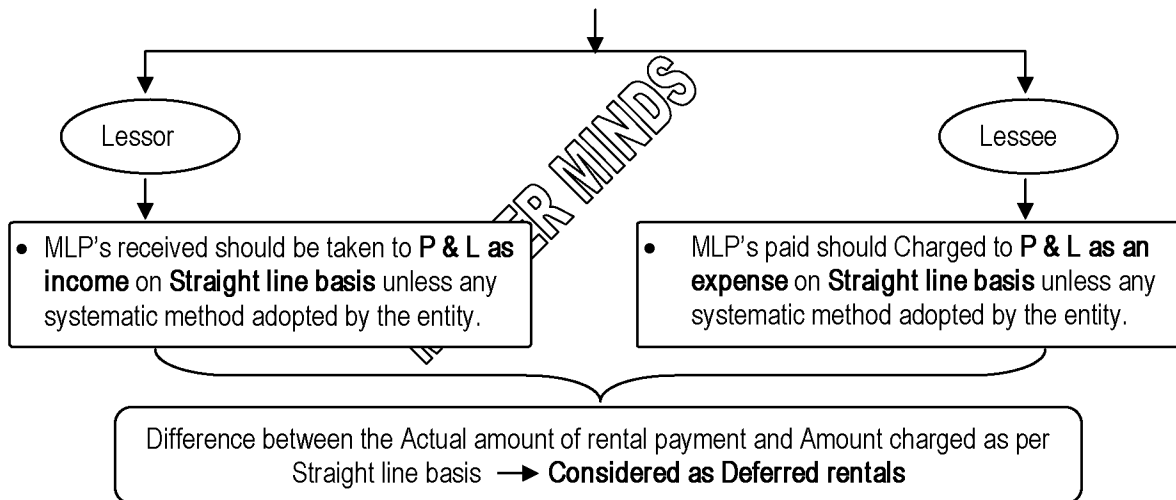 Lessor
Lessee
• MLP's received should be taken to P & L as
income on Straight line basis unless any
systematic method adopted by the entity.
• MLP's paid should Charged to P & L as an
expense on Straight line basis unless any
systematic method adopted by the entity.
MINDS
Difference between the Actual amount of rental payment and Amount charged as per
Straight line basis → Considered as Deferred rentals